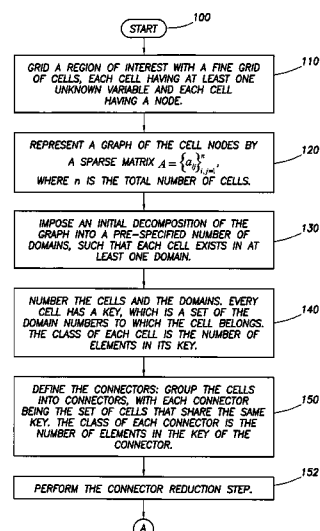 START
100
GRID A REGION OF INTEREST WITH A FINE GRID
OF CELLS, EACH CELL HAVING AT LEAST ONE
UNKNOWN VARIABLE AND EACH CELL
HAVING A NODE.
110
REPRESENT A GRAPH OF THE CELL NODES BY
A SPARSE MATRIX A = {a_ij}^n_i,j=i,
WHERE n IS THE TOTAL NUMBER OF CELLS.
120
IMPOSE AN INITIAL DECOMPOSITION OF THE
GRAPH INTO A PRE-SPECIFIED NUMBER OF
DOMAINS, SUCH THAT EACH CELL EXISTS IN AT
LEAST ONE DOMAIN.
130
NUMBER THE CELLS AND THE DOMAINS. EVERY
CELL HAS A KEY, WHICH IS A SET OF THE
DOMAIN NUMBERS TO WHICH THE CELL BELONGS.
THE CLASS OF EACH CELL IS THE NUMBER OF
ELEMENTS IN ITS KEY.
140
DEFINE THE CONNECTORS: GROUP THE CELLS
INTO CONNECTORS, WITH EACH CONNECTOR
BEING THE SET OF CELLS THAT SHARE THE SAME
KEY. THE CLASS OF EACH CONNECTOR IS THE
NUMBER OF ELEMENTS IN THE KEY OF THE
CONNECTOR.
150
PERFORM THE CONNECTOR REDUCTION STEP.
152
A